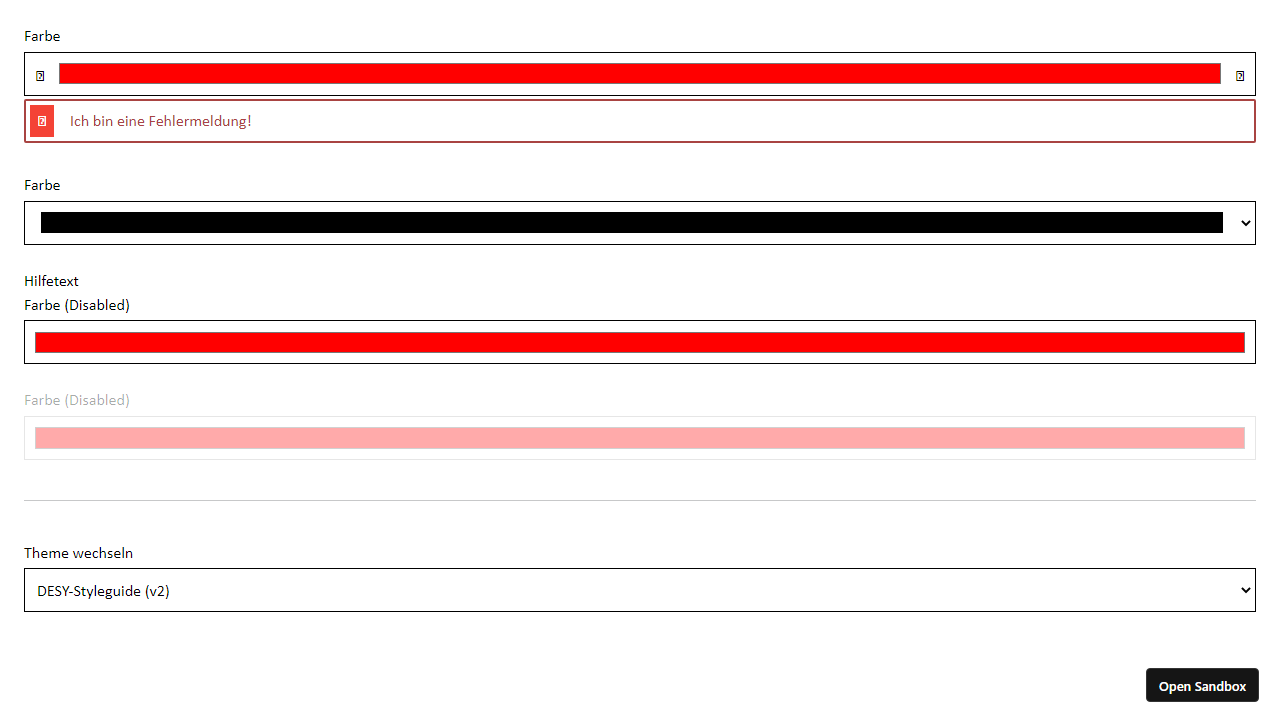 Farbe
Ich bin eine Fehlermeldung!
Farbe
Hilfetext
Farbe (Disabled)
Farbe (Disabled)
Theme wechseln
DESY-Styleguide (v2)
Open Sandbox